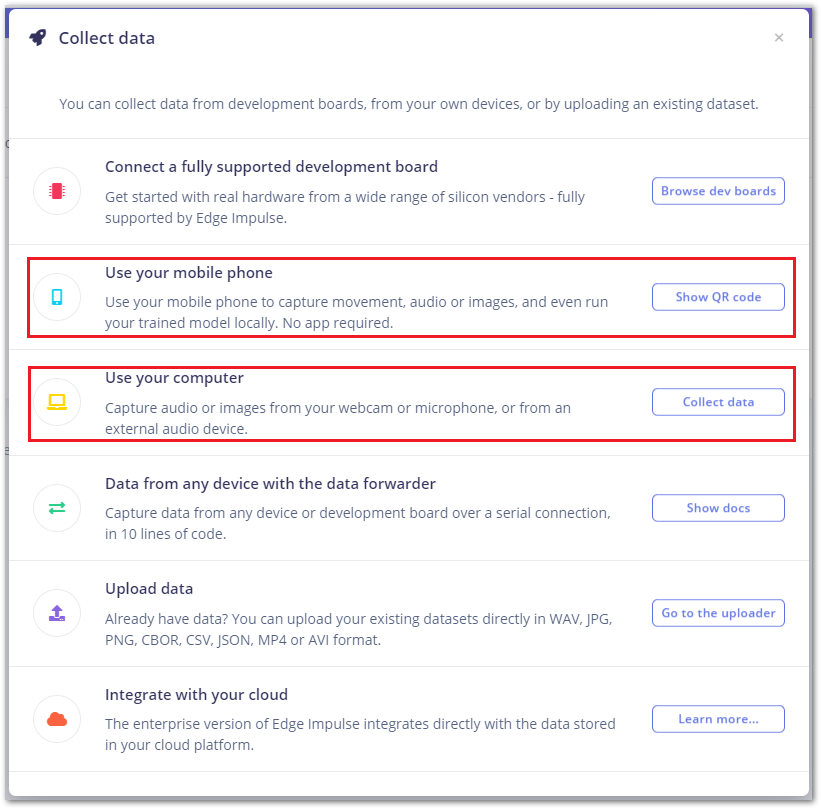 Collect data
×
You can collect data from development boards, from your own devices, or by uploading an existing dataset.
Connect a fully supported development board
Get started with real hardware from a wide range of silicon vendors - fully
supported by Edge Impulse.
Browse dev boards
Use your mobile phone
Use your mobile phone to capture movement, audio or images, and even run
your trained model locally. No app required.
Show QR code
Use your computer
Capture audio or images from your webcam or microphone, or from an
external audio device.
Collect data
Data from any device with the data forwarder
Capture data from any device or development board over a serial connection,
in 10 lines of code.
Show docs
Upload data
Already have data? You can upload your existing datasets directly in WAV, JPG,
PNG, CBOR, CSV, JSON, MP4 or AVI format.
Go to the uploader
Integrate with your cloud
The enterprise version of Edge Impulse integrates directly with the data stored
in your cloud platform.
Learn more...